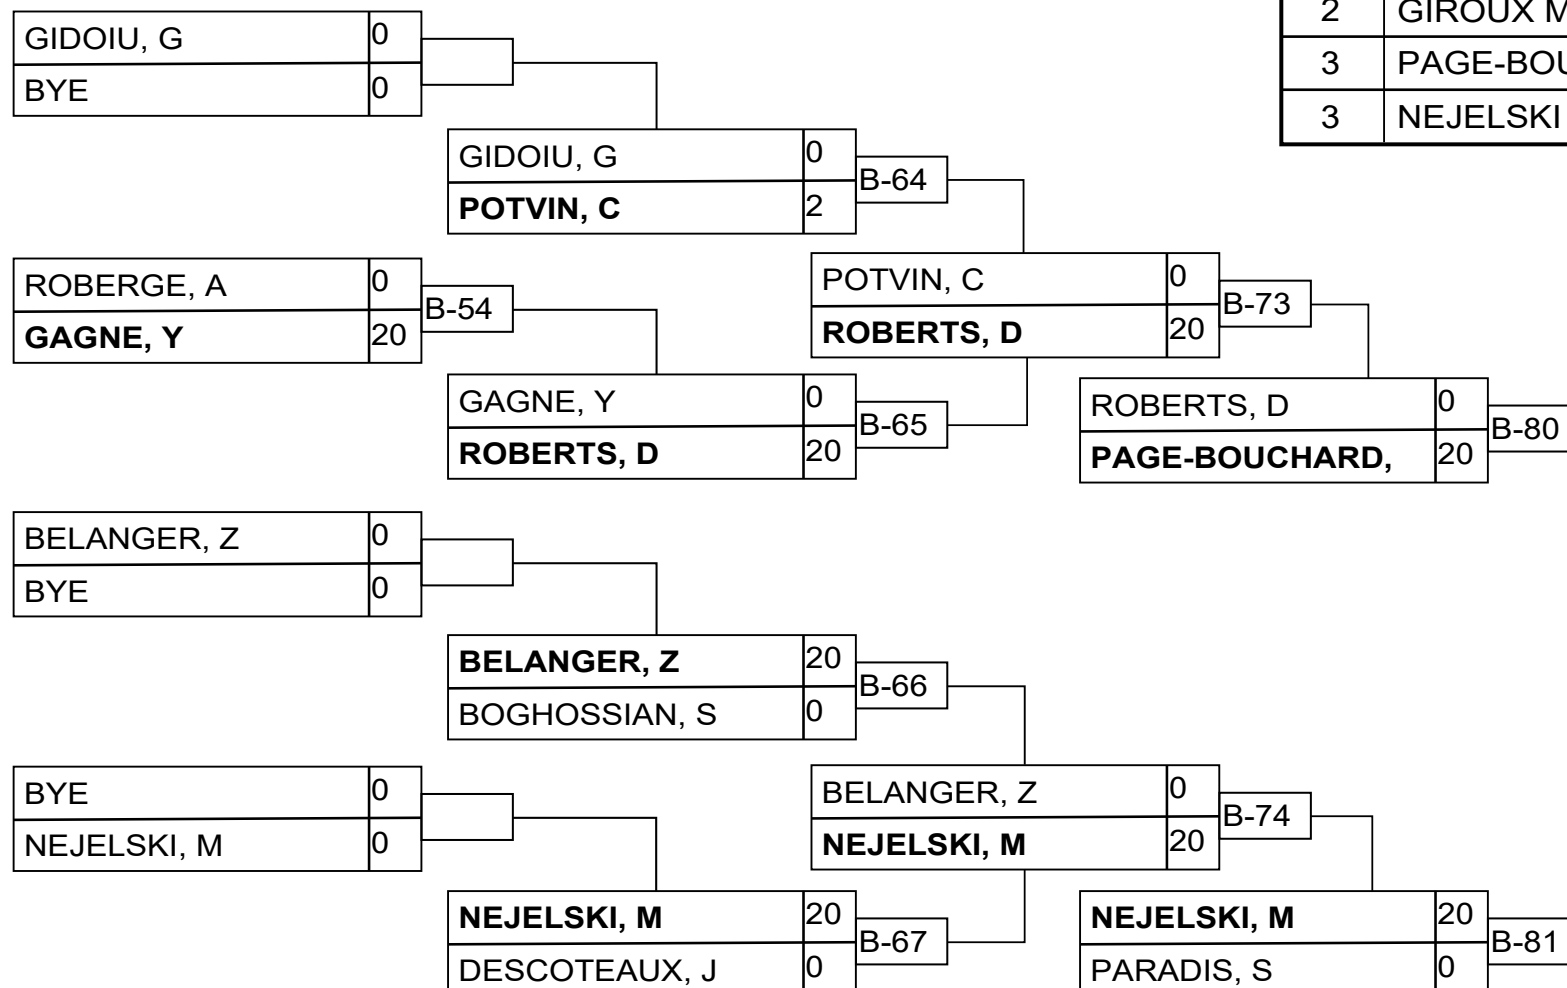 2 GIROUX M
3 PAGE-BOU
3 NEJELSKI
GIDOIU, G 0
BYE 0
GIDOIU, G 0
POTVIN, C 2
B-64
ROBERGE, A 0
GAGNE, Y 20
B-54
POTVIN, C 0
ROBERTS, D 20
B-73
GAGNE, Y 0
ROBERTS, D 20
B-65
ROBERTS, D 0
PAGE-BOUCHARD, 20
B-80
BELANGER, Z 0
BYE 0
BELANGER, Z 20
BOGHOSSIAN, S 0
B-66
BYE 0
NEJELSKI, M 0
BELANGER, Z 0
NEJELSKI, M 20
B-74
NEJELSKI, M 20
DESCOTEAUX, J 0
B-67
NEJELSKI, M 20
PARADIS, S 0
B-81